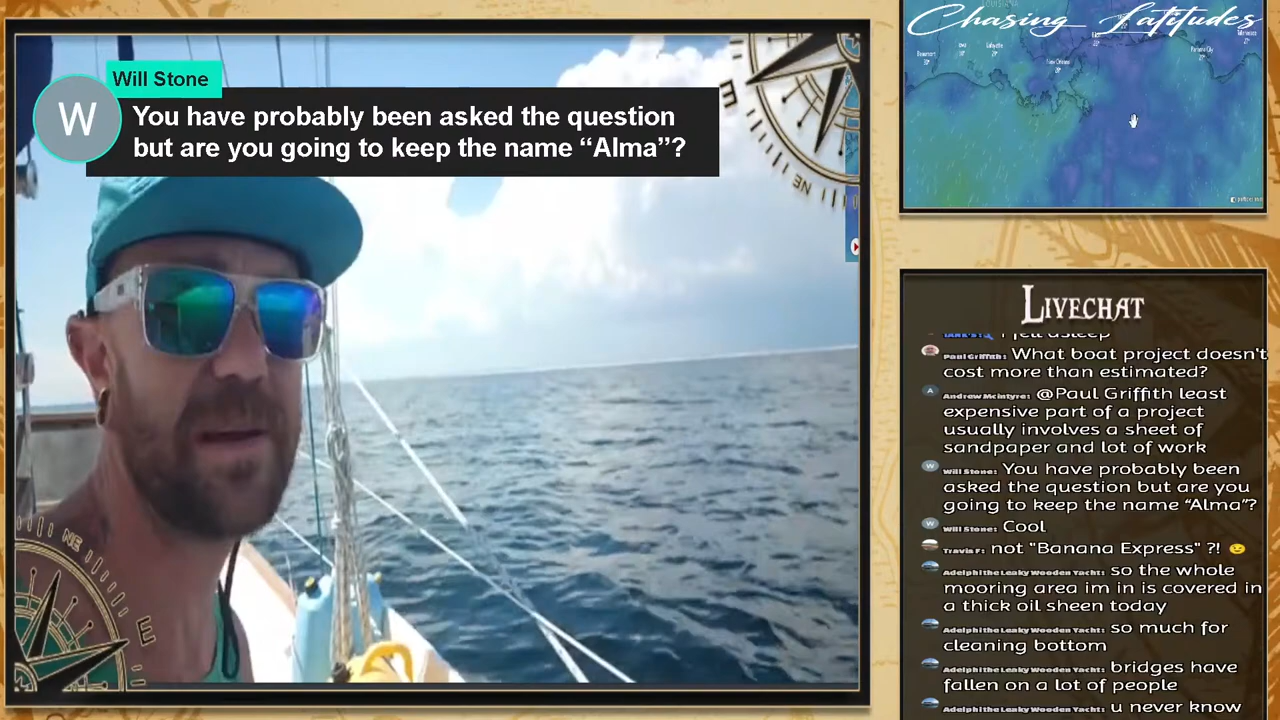 Will Stone
W
You have probably been asked the question
but are you going to keep the name “Alma”?
E
NE
NE
E
Chasing Latitudes
New Orleans
Livechat
I fell asleep
Paul Griffith: What boat project doesn't
cost more than estimated?
A
Andrew McIntyre: @Paul Griffith least
expensive part of a project
usually involves a sheet of
sandpaper and lot of work
W
Will Stone: You have probably been
asked the question but are you
going to keep the name “Alma”?
W
Will Stone: Cool
Travis F: not "Banana Express" ?!
Adelphi the Leaky Wooden Yacht: so the whole
mooring area im in is covered in
a thick oil sheen today
Adelphi the Leaky Wooden Yacht: so much for
cleaning bottom
Adelphi the Leaky Wooden Yacht: bridges have
fallen on a lot of people
Adelphi the Leaky Wooden Yacht: u never know